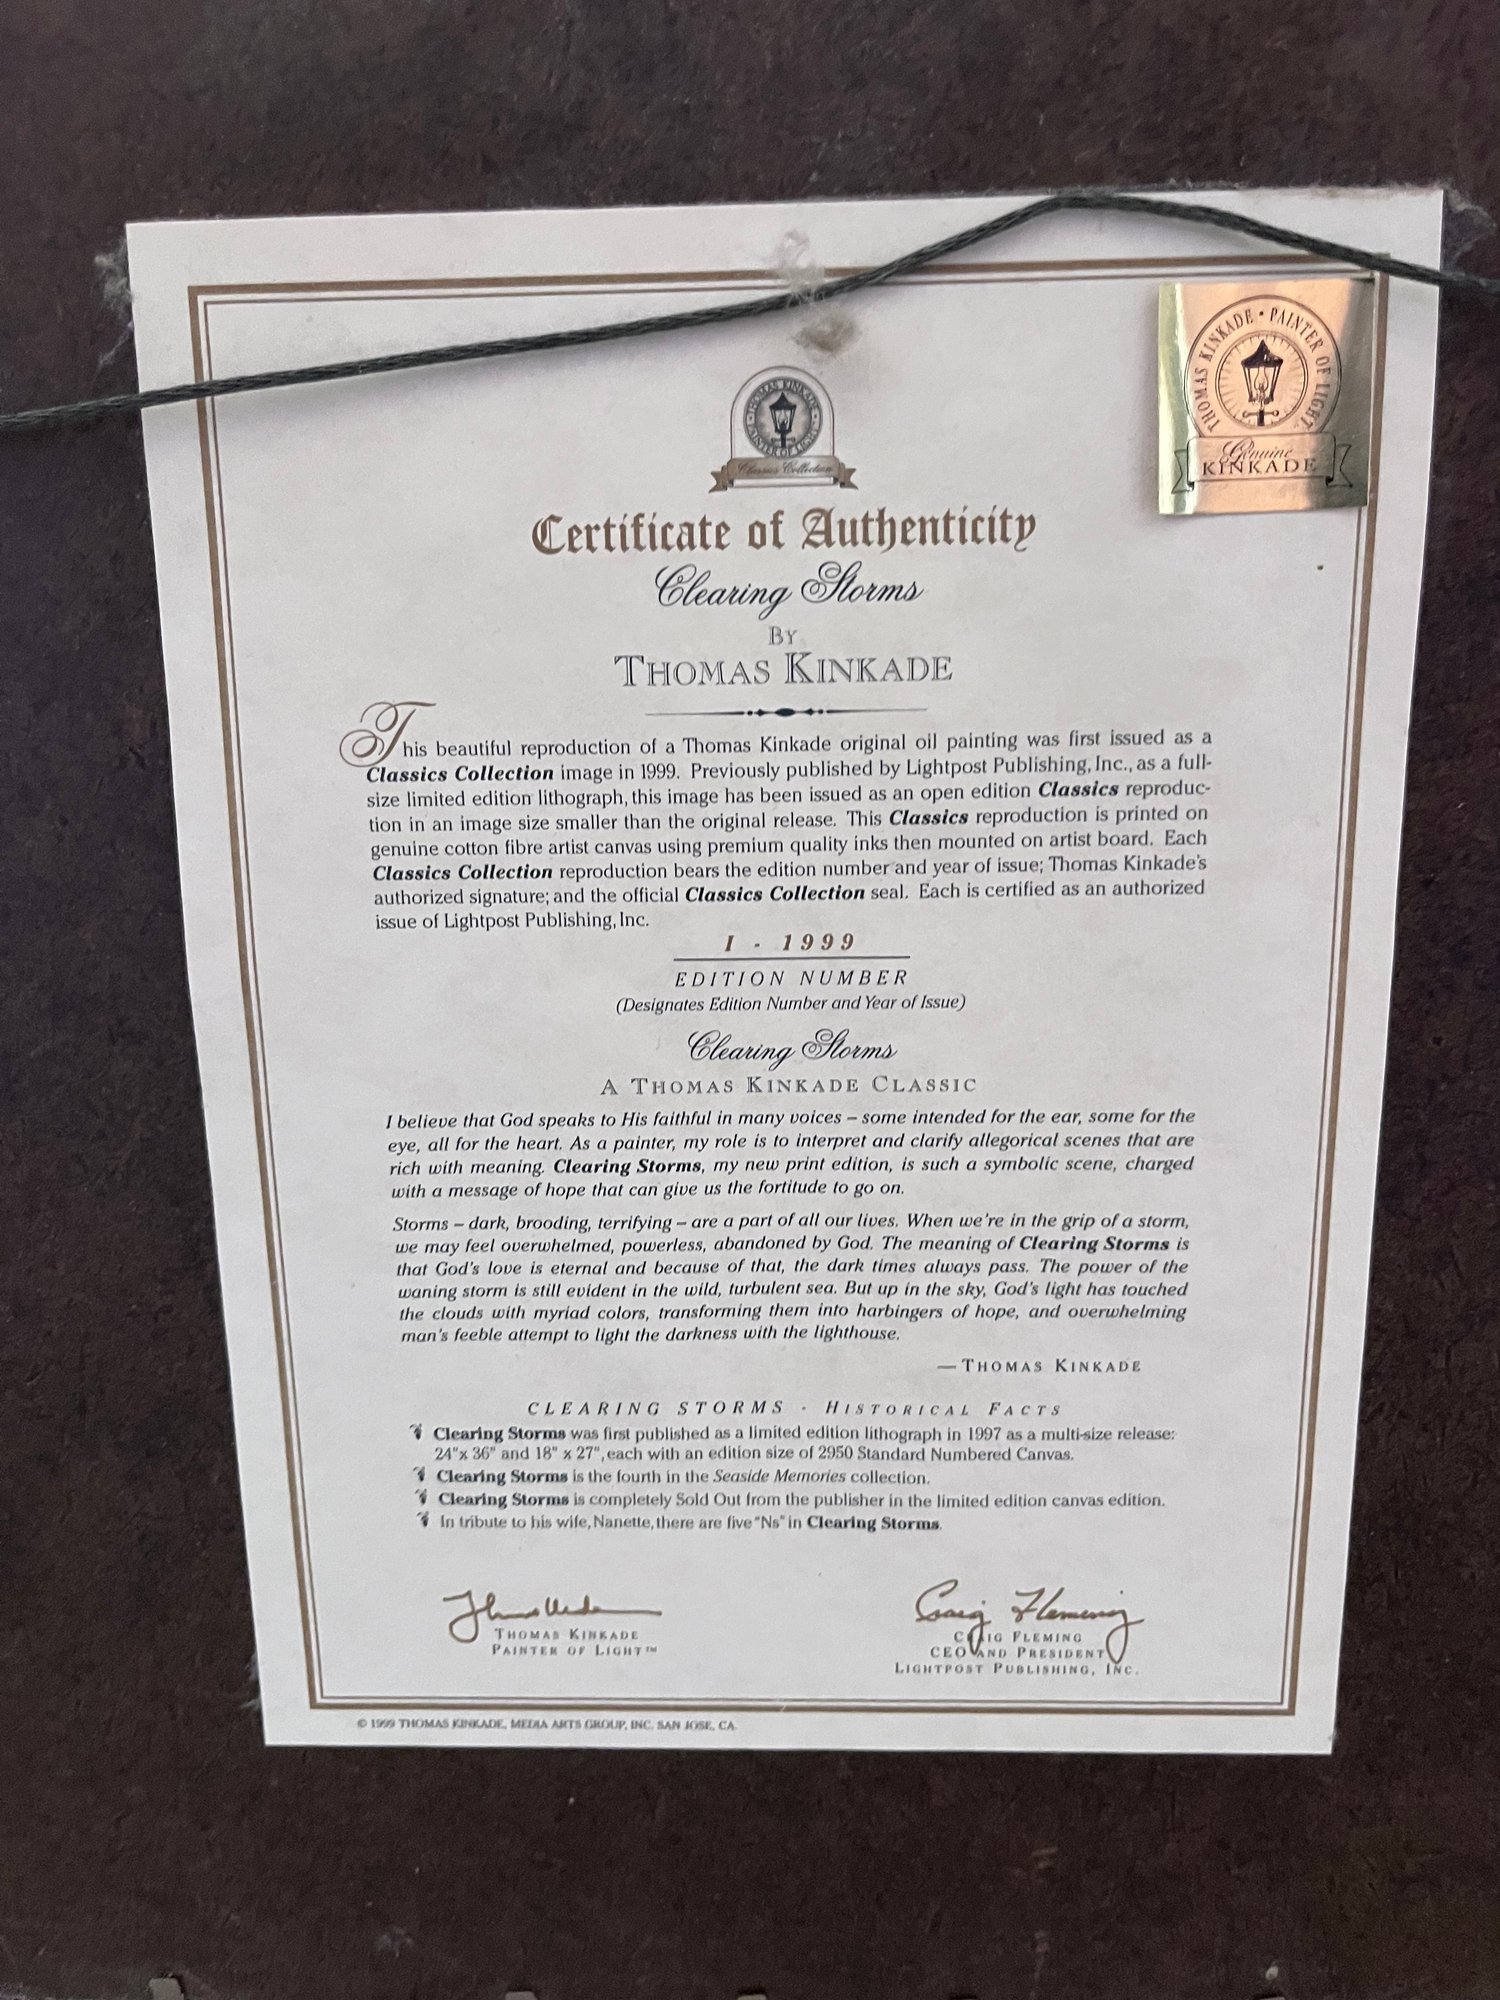 THOMAS KINKADE • PAINTER OF LIGHT
Genuine
KINKADE
THOMAS KINKADE
PAINTER OF LIGHT
Classics Collection
Certificate of Authenticity
Clearing Storms
BY
THOMAS KINKADE
This beautiful reproduction of a Thomas Kinkade original oil painting was first issued as a
Classics Collection image in 1999. Previously published by Lightpost Publishing, Inc., as a full-
size limited edition lithograph, this image has been issued as an open edition Classics reproduc-
tion in an image size smaller than the original release. This Classics reproduction is printed on
genuine cotton fibre artist canvas using premium quality inks then mounted on artist board. Each
Classics Collection reproduction bears the edition number and year of issue; Thomas Kinkade's
authorized signature; and the official Classics Collection seal. Each is certified as an authorized
issue of Lightpost Publishing, Inc.
I - 1999
EDITION NUMBER
(Designates Edition Number and Year of Issue)
Clearing Storms
A THOMAS KINKADE CLASSIC
I believe that God speaks to His faithful in many voices – some intended for the ear, some for the
eye, all for the heart. As a painter, my role is to interpret and clarify allegorical scenes that are
rich with meaning. Clearing Storms, my new print edition, is such a symbolic scene, charged
with a message of hope that can give us the fortitude to go on.
Storms – dark, brooding, terrifying – are a part of all our lives. When we're in the grip of a storm,
we may feel overwhelmed, powerless, abandoned by God. The meaning of Clearing Storms is
that God's love is eternal and because of that, the dark times always pass. The power of the
waning storm is still evident in the wild, turbulent sea. But up in the sky, God's light has touched
the clouds with myriad colors, transforming them into harbingers of hope, and overwhelming
man's feeble attempt to light the darkness with the lighthouse.
— THOMAS KINKADE
CLEARING STORMS - HISTORICAL FACTS
Clearing Storms was first published as a limited edition lithograph in 1997 as a multi-size release:
24"x 36" and 18" x 27", each with an edition size of 2950 Standard Numbered Canvas.
Clearing Storms is the fourth in the Seaside Memories collection.
Clearing Storms is completely Sold Out from the publisher in the limited edition canvas edition.
In tribute to his wife, Nanette, there are five "Ns" in Clearing Storms.
Craig Fleming
THOMAS KINKADE
PAINTER OF LIGHT™
CRAIG FLEMING
CEO AND PRESIDENT
LIGHTPOST PUBLISHING, INC.
© 1999 THOMAS KINKADE, MEDIA ARTS GROUP, INC. SAN JOSE, CA.